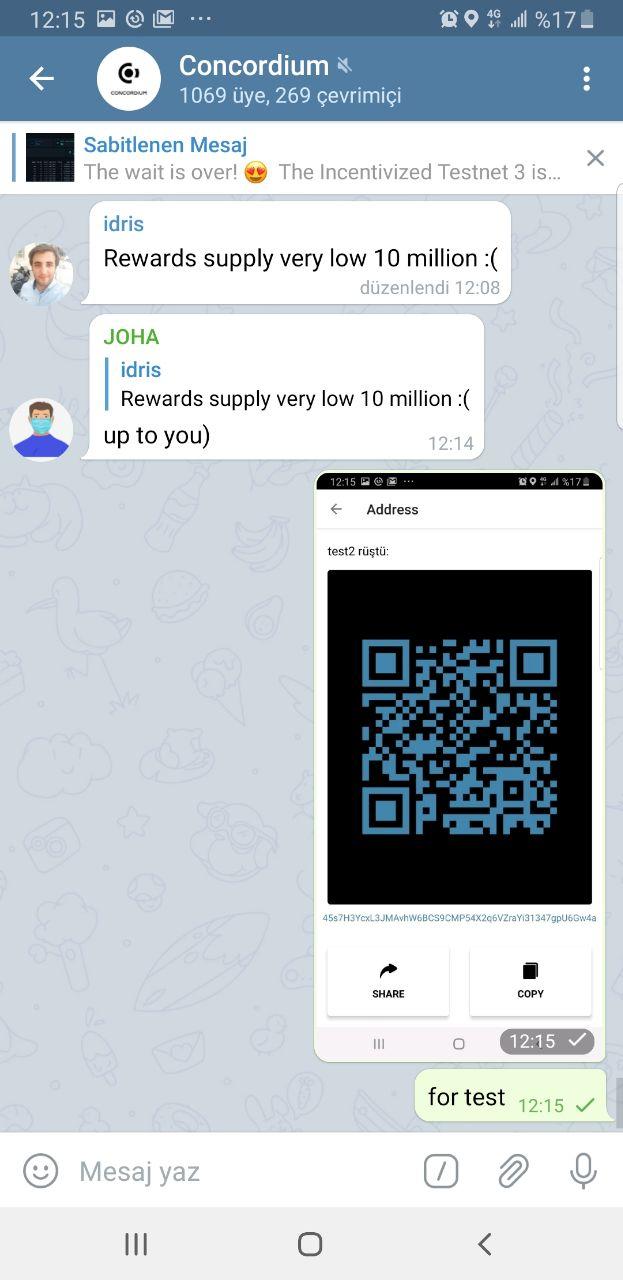 12:15 ... 4G %17
Concordium
CONCORDIUM
1069 üye, 269 çevrimiçi
Sabitlenen Mesaj
The wait is over! 😍 The Incentivized Testnet 3 is...
idris
Rewards supply very low 10 million :(
düzenlendi 12:08
JOHA
idris
Rewards supply very low 10 million :(
up to you)
12:14
12:15 ... 4G %17
Address
test2 rüştü:
45s7H3YcxL3JMAvhW6BCS9CMP54X2q6VZraYi31347gpU6Gw4a
SHARE
COPY
12:15
for test 12:15
Mesaj yaz